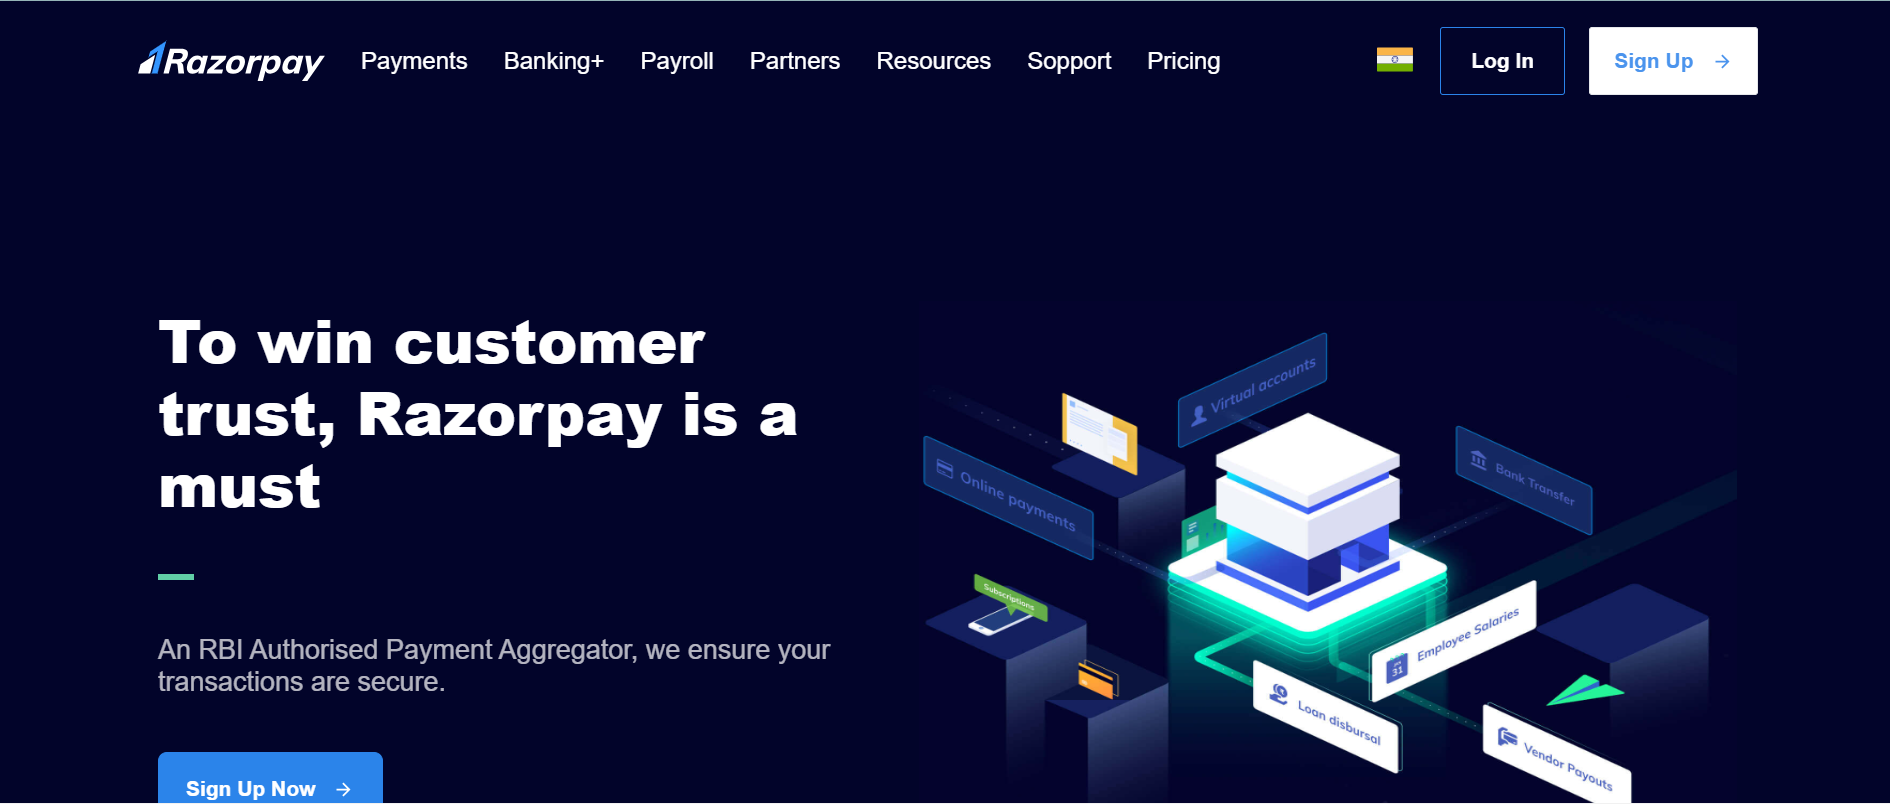 Razorpay
Payments
Banking+
Payroll
Partners
Resources
Sopport
Pricing
Log In
Sign Up
To win customer
trust, Razorpay is a
must
An RBI Authorised Payment Aggregator, we ensure your
transactions are secure.
Sign Up Now
Virtual accounts
Online payments
Bank Transfer
Subscriptions
Employee Salaries
31
Loan disbursal
Vendor Payouts